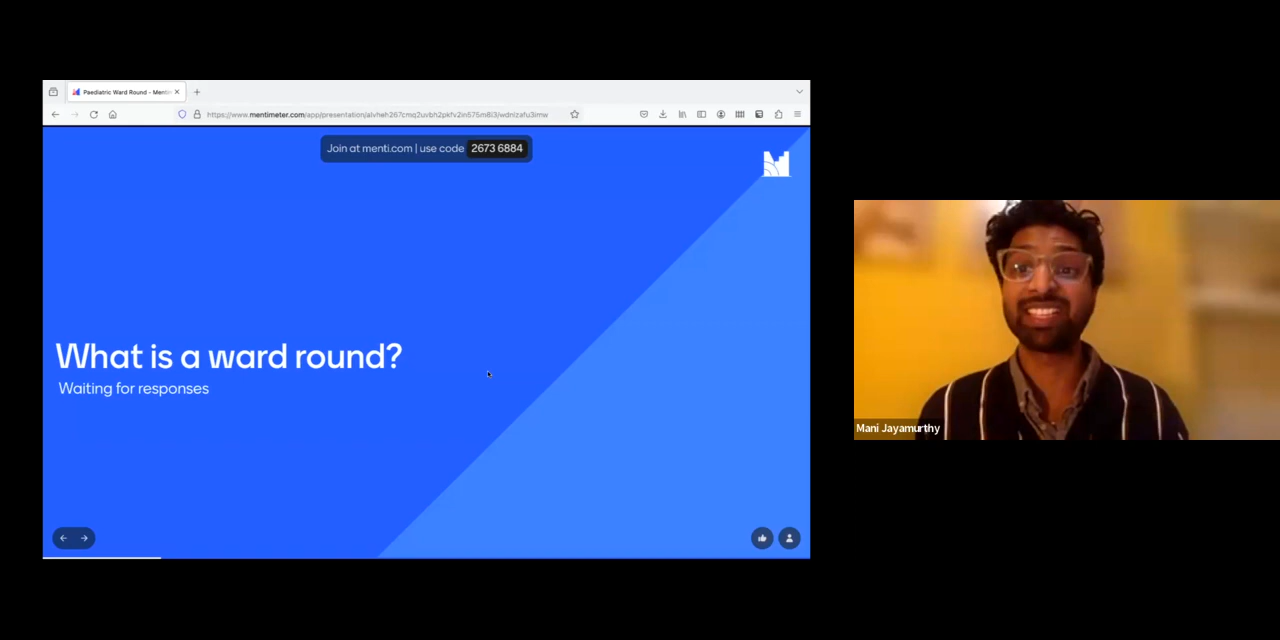 Paediatric Ward Round - Menti
Join at menti.com | use code 2673 6884
What is a ward round?
Waiting for responses
Mani Jayamurthy